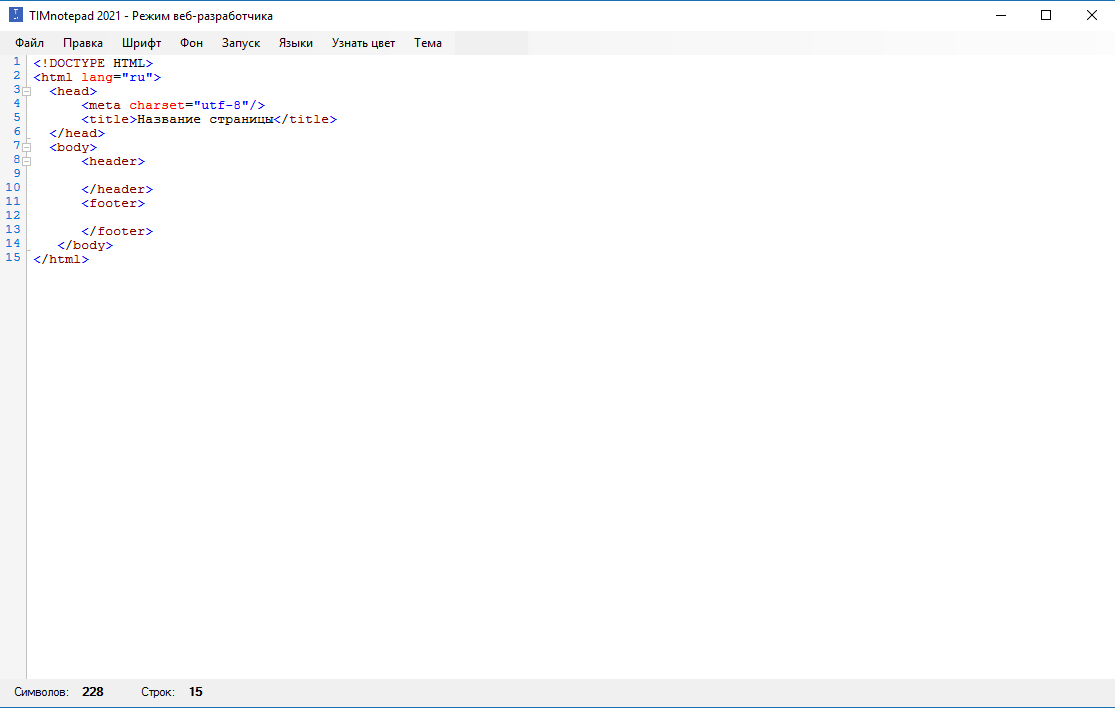 TIMnotepad 2021 - Режим веб-разработчика
Файл Правка Шрифт Фон Запуск Языки Узнать цвет Тема
1 <!DOCTYPE HTML>
2 <html lang="ru">
3 <head>
4 <meta charset="utf-8"/>
5 <title>Название страницы</title>
6 </head>
7 <body>
8 <header>
9
10 </header>
11 <footer>
12
13 </footer>
14 </body>
15 </html>
Символов: 228 Строк: 15